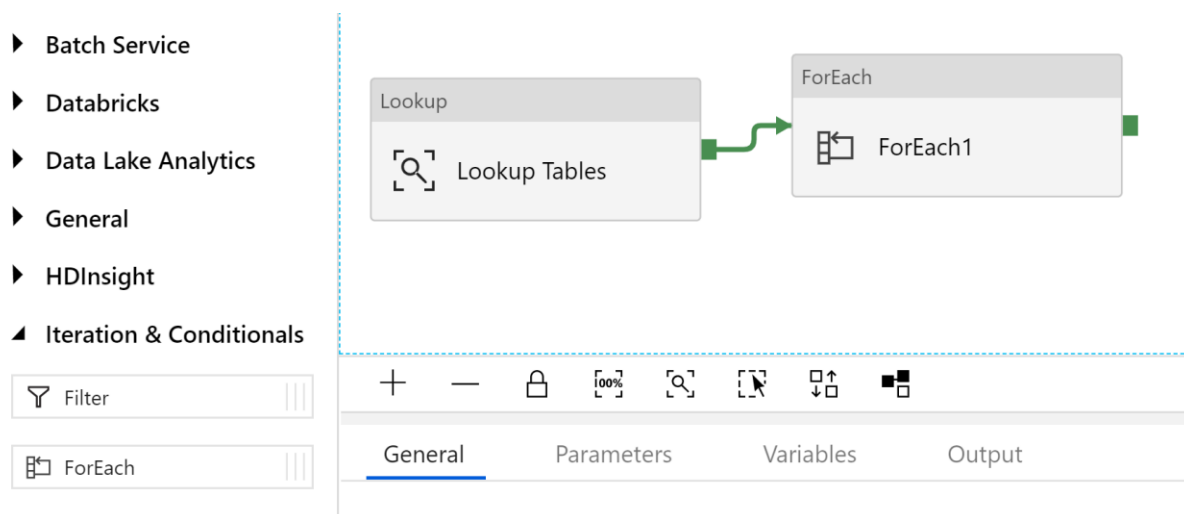 Batch Service
Databricks
Data Lake Analytics
General
HDInsight
Iteration & Conditionals
Filter
ForEach
Lookup
Lookup Tables
ForEach
ForEach1
100%
General Parameters Variables Output